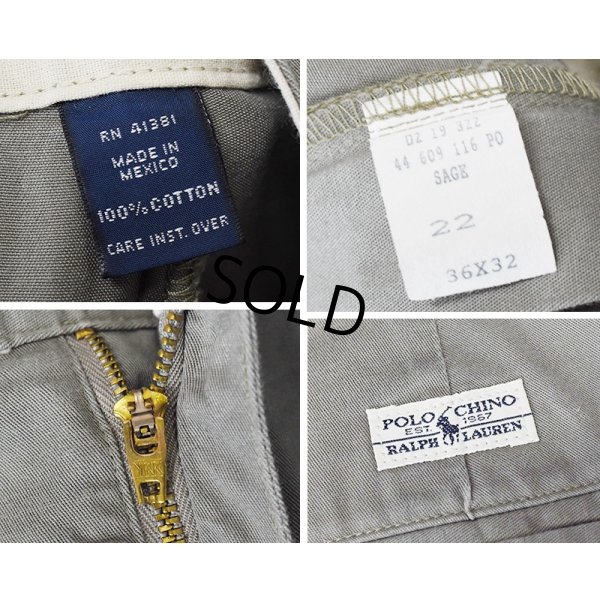 RN 41381
MADE IN
MEXICO
100% COTTON
CARE INST. OVER
02 19 322
44 609 116 PO
SAGE
22
36X32
SOLD
YKK
POLO CHINO
EST. 1967
RALPH LAUREN